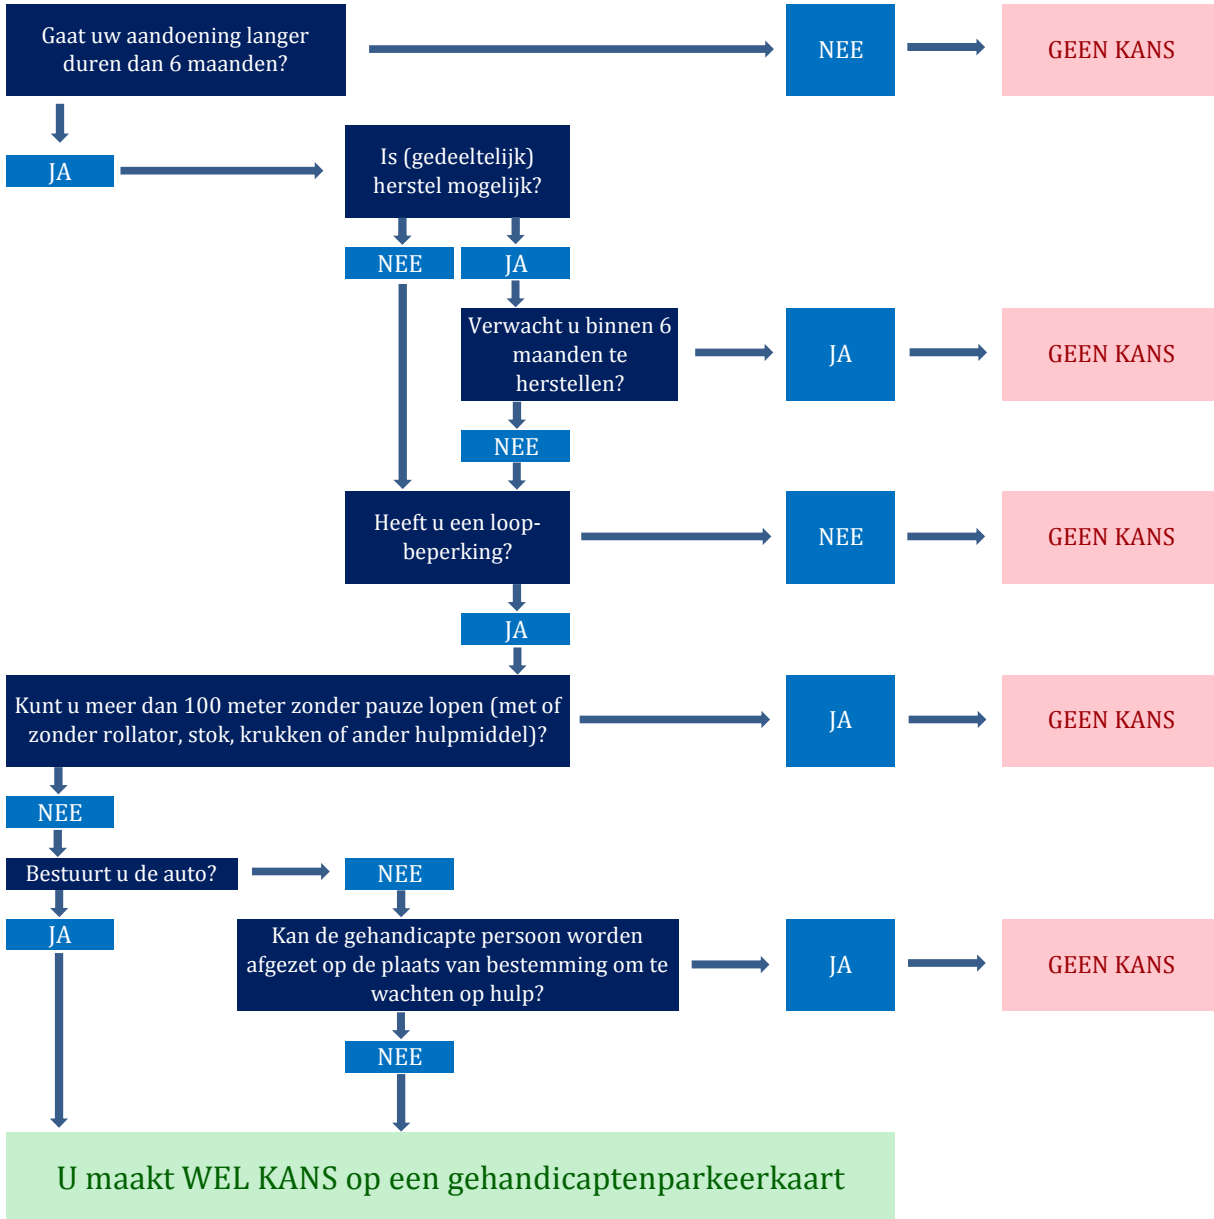 Gaat uw aandoening langer
duren dan 6 maanden?
NEE
GEEN KANS
JA
Is (gedeeltelijk)
herstel mogelijk?
NEE
JA
Verwacht u binnen 6
maanden te
herstellen?
JA
GEEN KANS
NEE
Heeft u een loop-
beperking?
NEE
GEEN KANS
JA
Kunt u meer dan 100 meter zonder pauze lopen (met of
zonder rollator, stok, krukken of ander hulpmiddel)?
JA
GEEN KANS
NEE
Bestuurt u de auto?
NEE
JA
Kan de gehandicapte persoon worden
afgezet op de plaats van bestemming om te
wachten op hulp?
JA
GEEN KANS
NEE
U maakt WEL KANS op een gehandicaptenparkeerkaart